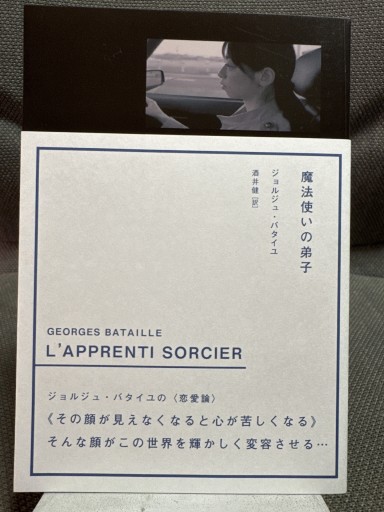 魔法使いの弟子
ジョルジュ・バタイユ
酒井健[訳]
GEORGES BATAILLE
L'APPRENTI SORCIER
ジョルジュ・バタイユの〈恋愛論〉
《その顔が見えなくなると心が苦しくなる》
そんな顔がこの世界を輝かしく変容させる…